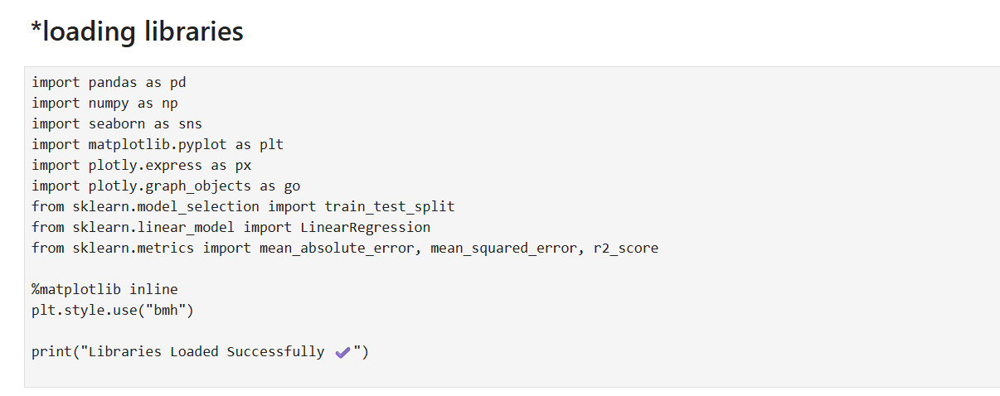 *loading libraries
import pandas as pd
import numpy as np
import seaborn as sns
import matplotlib.pyplot as plt
import plotly.express as px
import plotly.graph_objects as go
from sklearn.model_selection import train_test_split
from sklearn.linear_model import LinearRegression
from sklearn.metrics import mean_absolute_error, mean_squared_error, r2_score
%matplotlib inline
plt.style.use("bmh")
print("Libraries Loaded Successfully ✔")